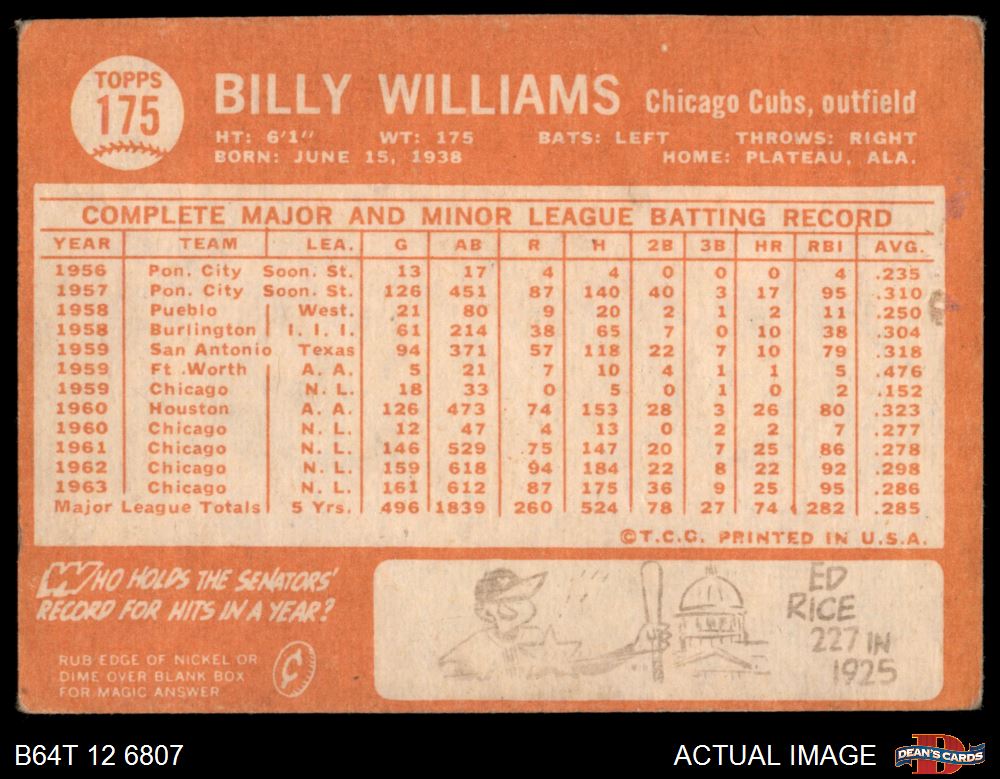 TOPPS
175
BILLY WILLIAMS Chicago Cubs, outfield
HT: 6'1" WT: 175 BATS: LEFT THROWS: RIGHT
BORN: JUNE 15, 1938 HOME: PLATEAU, ALA.
COMPLETE MAJOR AND MINOR LEAGUE BATTING RECORD
YEAR TEAM LEA. G AB R H 2B 3B HR RBI AVG.
1956 Pon. City Soon. St. 13 17 4 4 0 0 0 4 .235
1957 Pon. City Soon. St. 126 451 87 140 40 3 17 95 .310
1958 Pueblo West. 21 80 9 20 2 1 2 11 .250
1958 Burlington I. I. I. 61 214 38 65 7 0 10 38 .304
1959 San Antonio Texas 94 371 57 118 22 7 10 79 .318
1959 Ft. Worth A. A. 5 21 7 10 4 1 1 5 .476
1959 Chicago N. L. 18 33 0 5 0 1 0 2 .152
1960 Houston A. A. 126 473 74 153 28 3 26 80 .323
1960 Chicago N. L. 12 47 4 13 0 2 2 7 .277
1961 Chicago N. L. 146 529 75 147 20 7 25 86 .278
1962 Chicago N. L. 159 618 94 184 22 8 22 92 .298
1963 Chicago N. L. 161 612 87 175 36 9 25 95 .286
Major League Totals 5 Yrs. 496 1839 260 524 78 27 74 282 .285
©T.C.G. PRINTED IN U.S.A.
WHO HOLDS THE SENATORS'
RECORD FOR HITS IN A YEAR?
RUB EDGE OF NICKEL OR
DIME OVER BLANK BOX
FOR MAGIC ANSWER
¢
ED
RICE
227 IN
1925
B64T 12 6807 ACTUAL IMAGE
DEAN'S CARDS